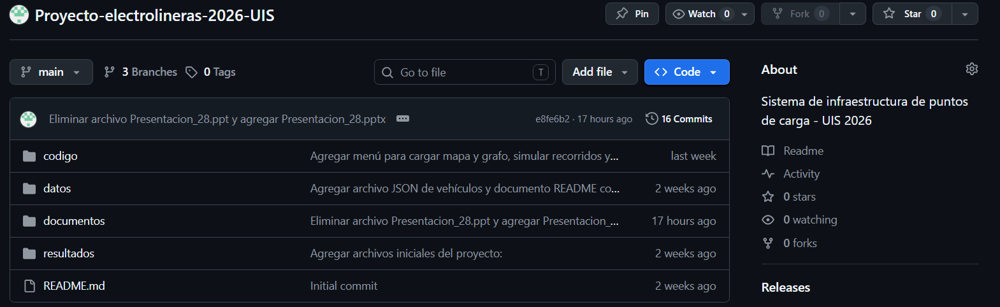 Proyecto-electrolineras-2026-UIS
Pin
Watch 0
Fork 0
Star 0
main
3 Branches
0 Tags
Go to file
T
Add file
Code
Eliminar archivo Presentacion_28.ppt y agregar Presentacion_28.pptx
e8fe6b2 · 17 hours ago
16 Commits
codigo Agregar menú para cargar mapa y grafo, simular recorridos y... last week
datos Agregar archivo JSON de vehículos y documento README co... 2 weeks ago
documentos Eliminar archivo Presentacion_28.ppt y agregar Presentacion_... 17 hours ago
resultados Agregar archivos iniciales del proyecto: 2 weeks ago
README.md Initial commit 2 weeks ago
About
Sistema de infraestructura de puntos
de carga - UIS 2026
Readme
Activity
0 stars
0 watching
0 forks
Releases